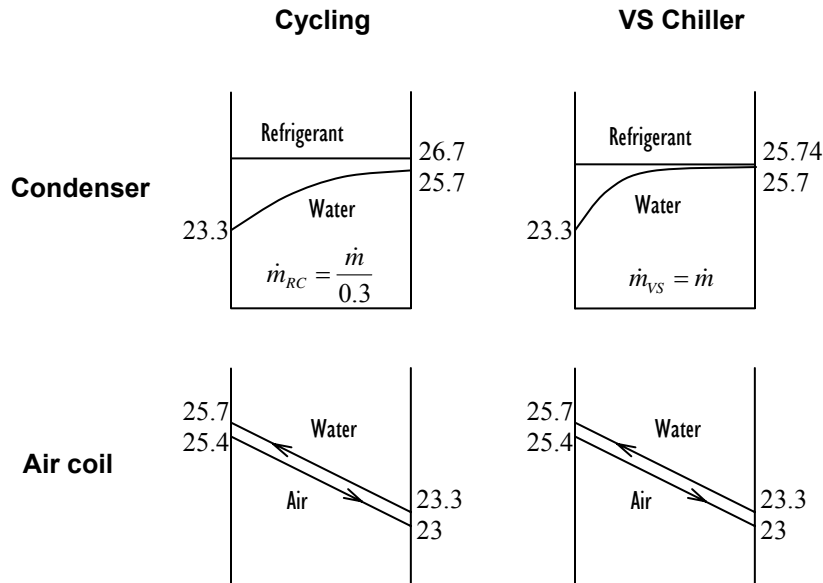 Cycling VS Chiller
Refrigerant 26.7
Condenser
Water 25.7
23.3
ṁ_RC = ṁ/0.3
Refrigerant 25.74
Water 25.7
23.3
ṁ_VS = ṁ
Air coil
25.7
25.4
Water
Air
23.3
23
25.7
25.4
Water
Air
23.3
23